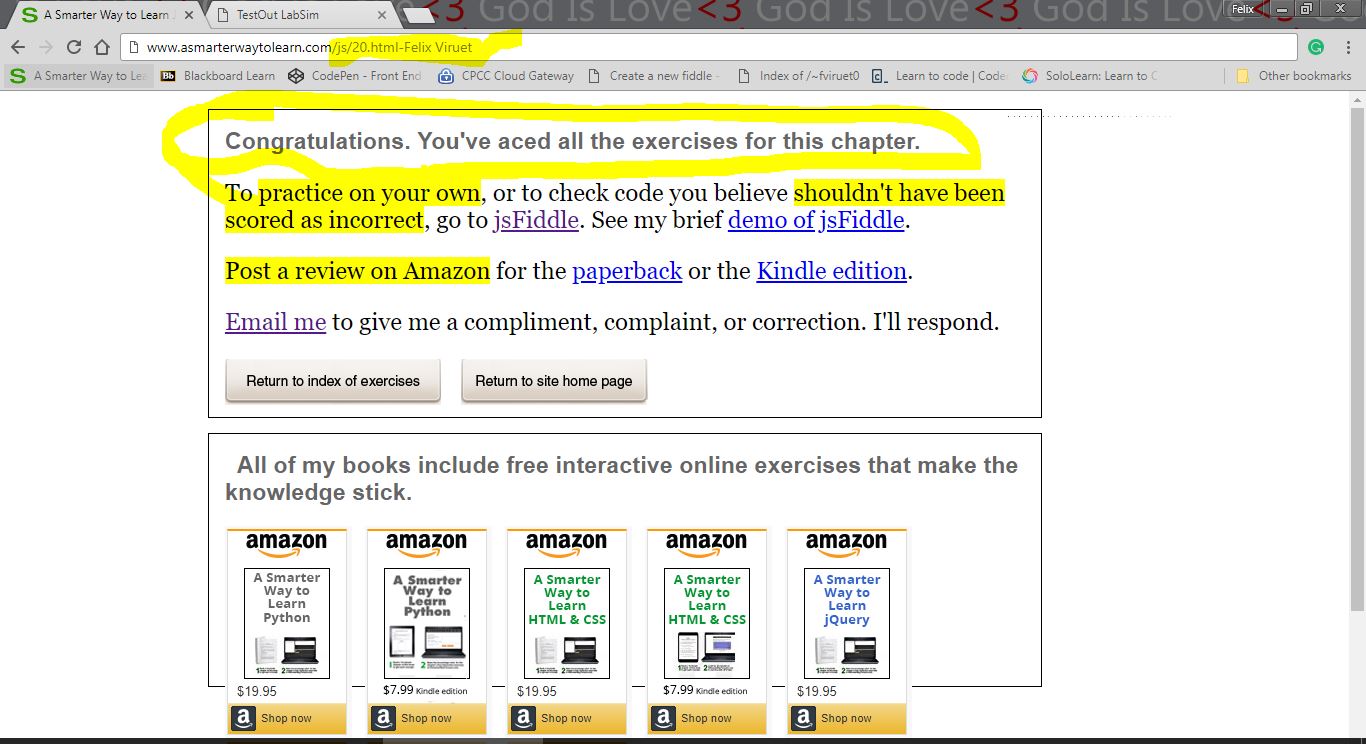 God Is Love<3 God Is Love<3 God Is Love<3 God Is Love<3
Felix
A Smarter Way to Learn
TestOut LabSim
www.asmarterwaytolearn.com/js/20.html-Felix Viruet
A Smarter Way to Lea
Blackboard Learn
CodePen - Front End
CPCC Cloud Gateway
Create a new fiddle -
Index of /~fviruet0
Learn to code | Code
SoloLearn: Learn to C
Other bookmarks
Congratulations. You've aced all the exercises for this chapter.
To practice on your own, or to check code you believe shouldn't have been
scored as incorrect, go to jsFiddle. See my brief demo of jsFiddle.
Post a review on Amazon for the paperback or the Kindle edition.
Email me to give me a compliment, complaint, or correction. I'll respond.
Return to index of exercises
Return to site home page
All of my books include free interactive online exercises that make the
knowledge stick.
amazon
A Smarter
Way to
Learn
Python
$19.95
Shop now
amazon
A Smarter
Way to
Learn
Python
$7.99 Kindle edition
Shop now
amazon
A Smarter
Way to
Learn
HTML & CSS
$19.95
Shop now
amazon
A Smarter
Way to
Learn
HTML & CSS
$7.99 Kindle edition
Shop now
amazon
A Smarter
Way to
Learn
jQuery
$19.95
Shop now